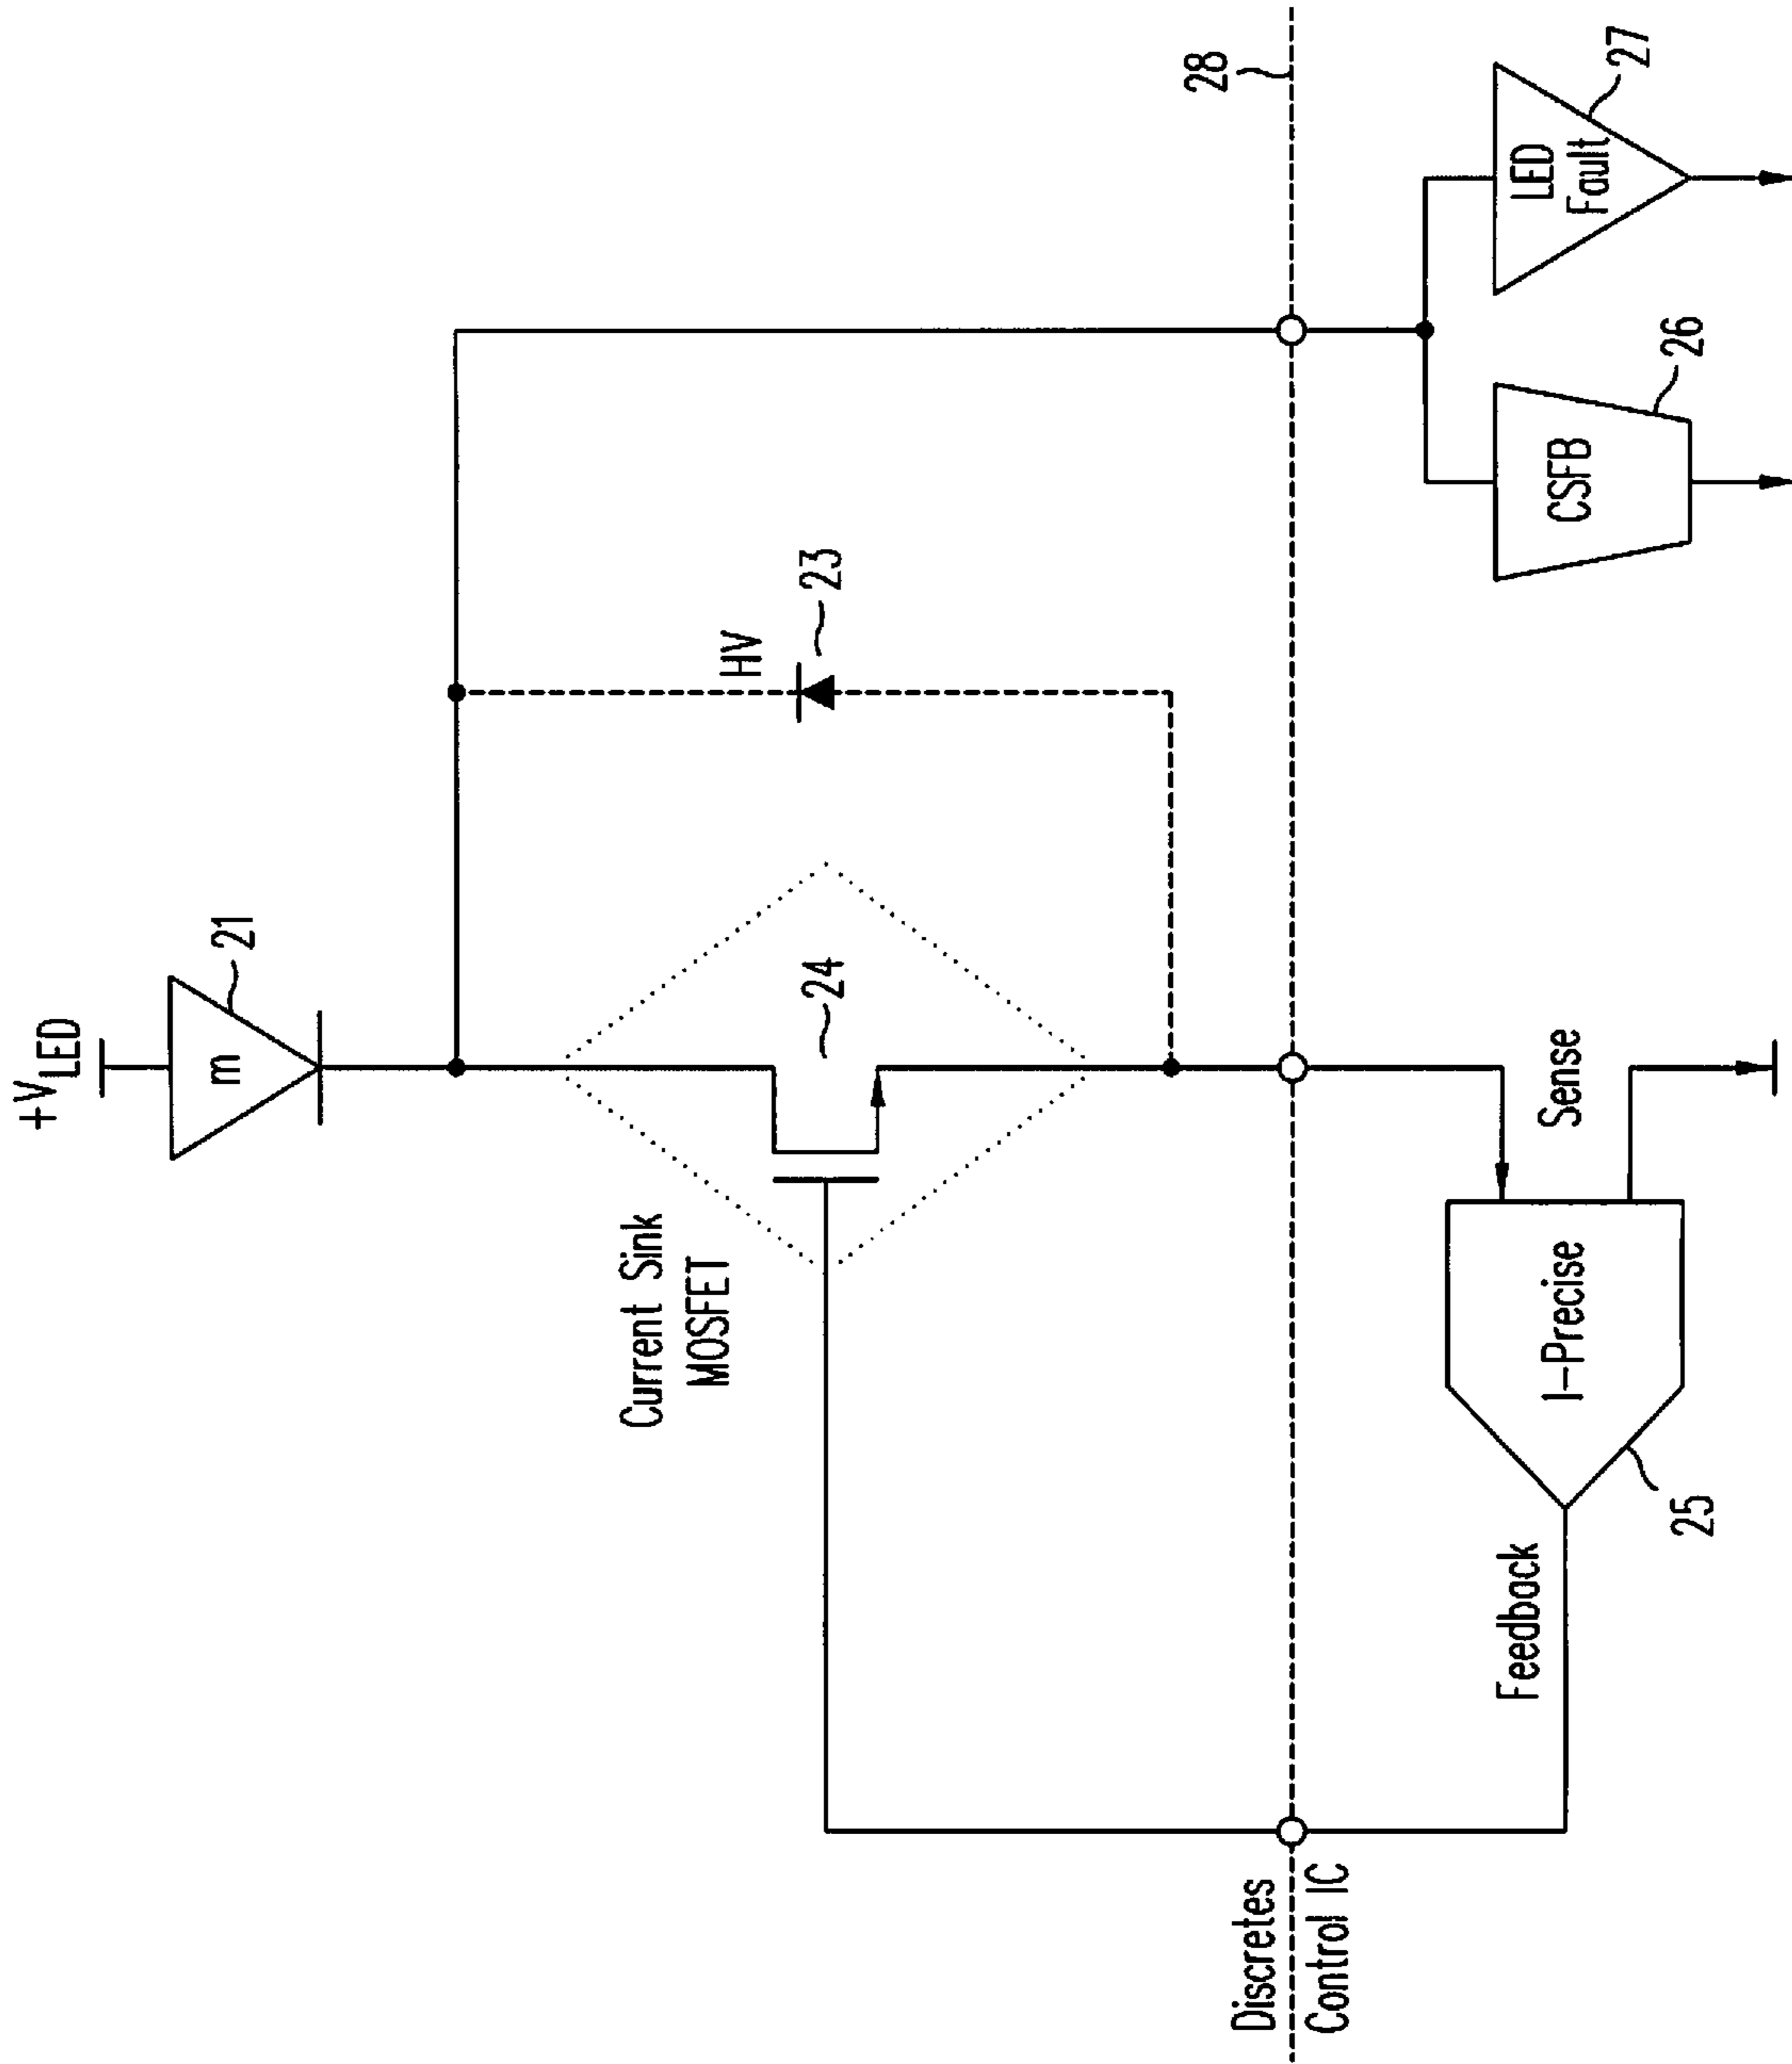 +VLED
m
21
Current Sink
MOSFET
24
HV
23
28
Discretes
Control IC
Feedback
Sense
I-Precise
25
CSFB
26
LED
Fault
27